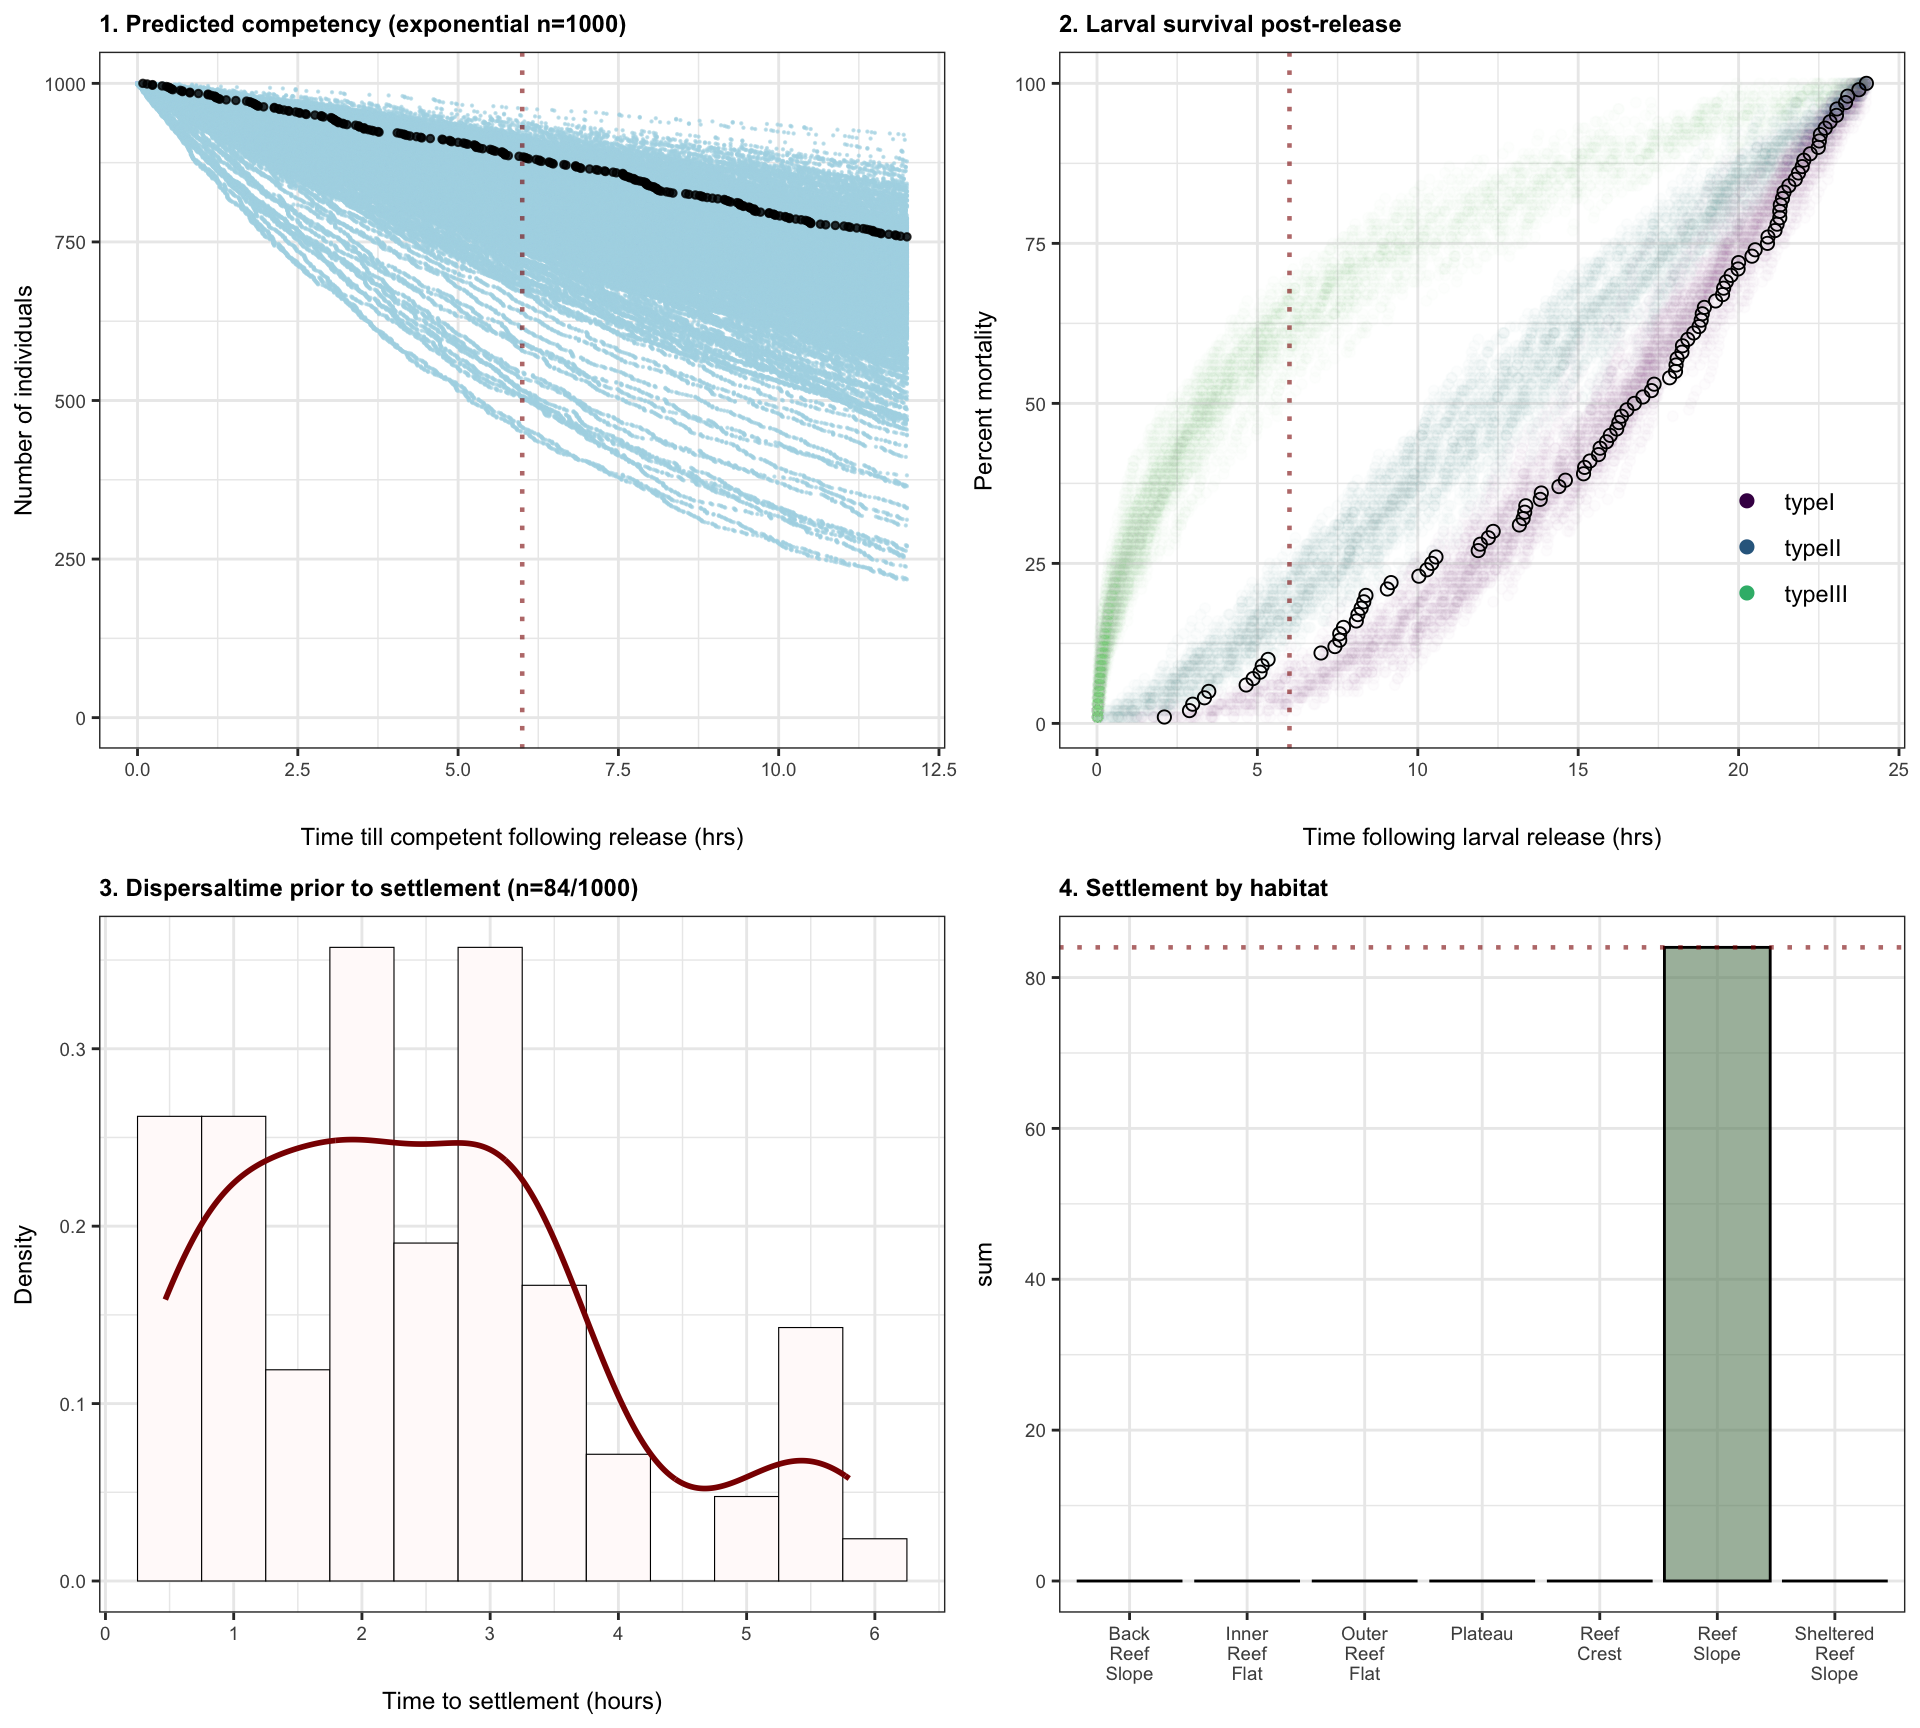 1. Predicted competency (exponential n=1000)
Number of individuals
1000
750
500
250
0
0.0 2.5 5.0 7.5 10.0 12.5
Time till competent following release (hrs)
2. Larval survival post-release
Percent mortality
100
75
50
25
0
typeI
typeII
typeIII
0 5 10 15 20 25
Time following larval release (hrs)
3. Dispersaltime prior to settlement (n=84/1000)
Density
0.3
0.2
0.1
0.0
0 1 2 3 4 5 6
Time to settlement (hours)
4. Settlement by habitat
sum
80
60
40
20
0
Back Inner Outer Plateau Reef Reef Sheltered
Reef Reef Reef Crest Slope Reef
Slope Flat Flat Slope